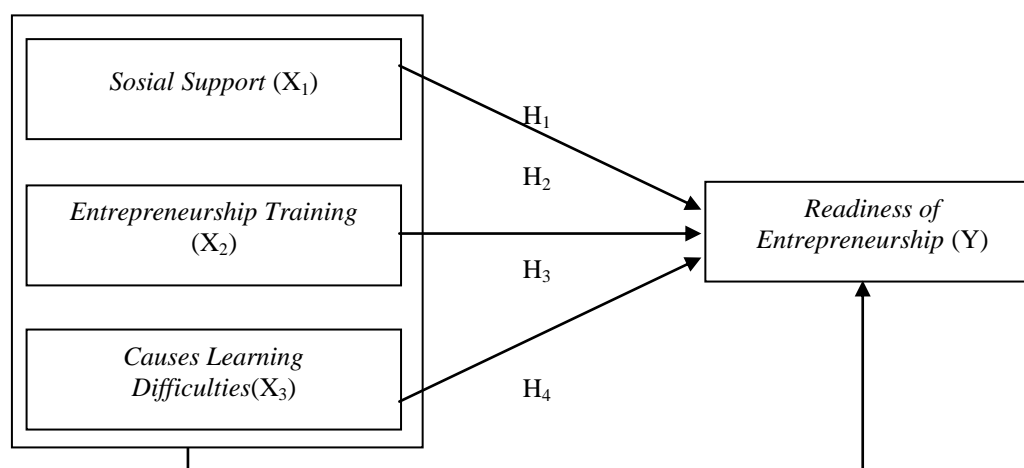 Sosial Support (X₁)
H₁
H₂
Entrepreneurship Training
(X₂)
Readiness of
Entrepreneurship (Y)
H₃
Causes Learning
Difficulties(X₃)
H₄